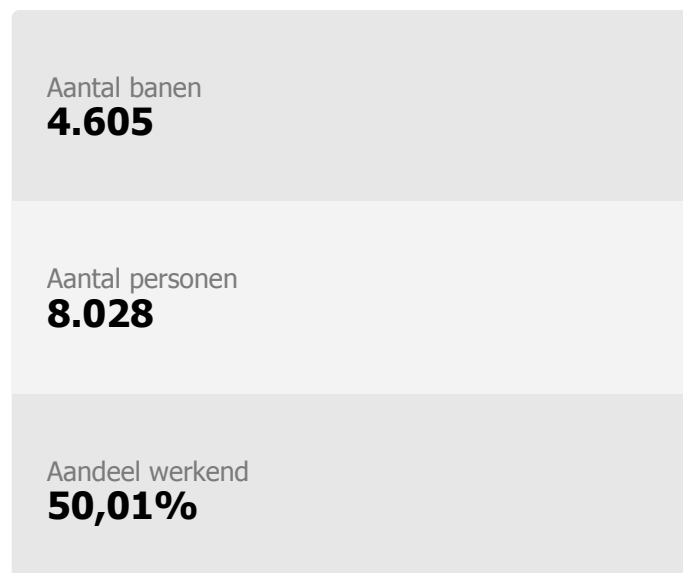 Aantal banen
4.605
Aantal personen
8.028
Aandeel werkend
50,01%